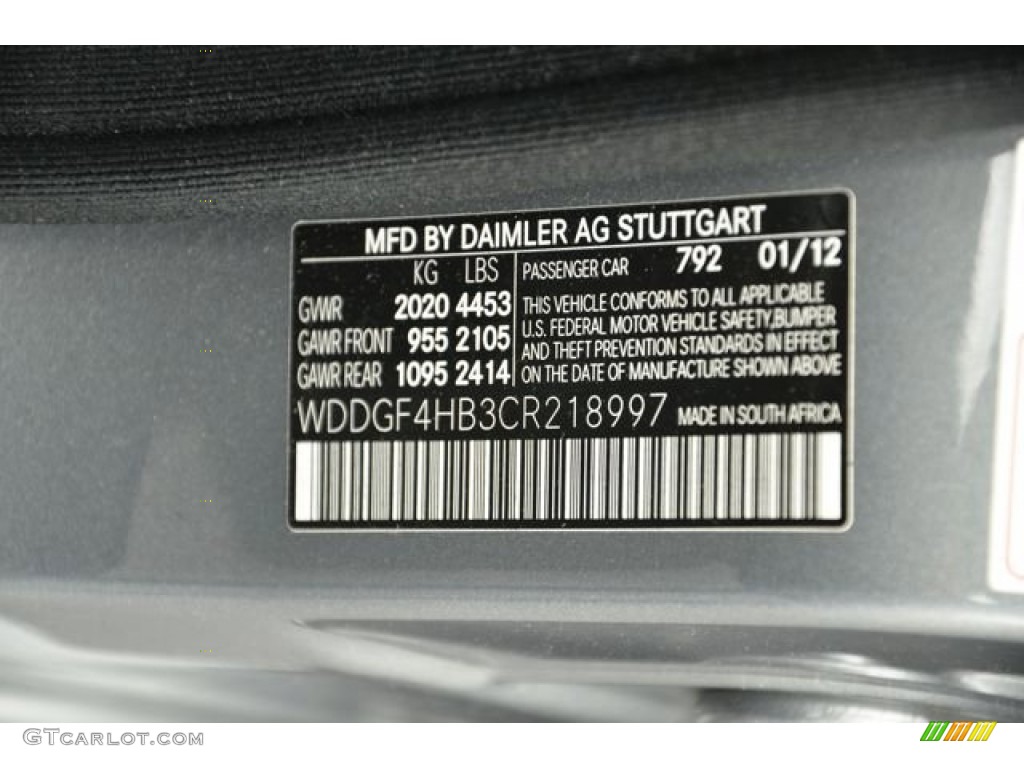 MFD BY DAIMLER AG STUTTGART
KG LBS
GVWR 2020 4453
GAWR FRONT 955 2105
GAWR REAR 1095 2414
PASSENGER CAR 792 01/12
THIS VEHICLE CONFORMS TO ALL APPLICABLE
U.S. FEDERAL MOTOR VEHICLE SAFETY,BUMPER
AND THEFT PREVENTION STANDARDS IN EFFECT
ON THE DATE OF MANUFACTURE SHOWN ABOVE
WDDGF4HB3CR218997 MADE IN SOUTH AFRICA
GTCARLOT.COM